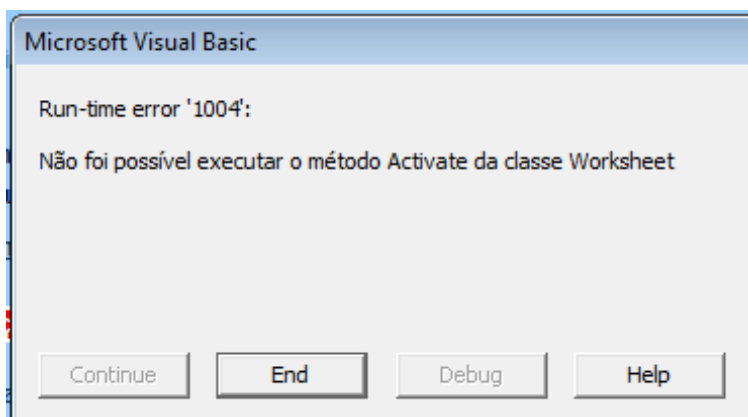 Microsoft Visual Basic
Run-time error '1004':
Não foi possível executar o método Activate da classe Worksheet
Continue
End
Debug
Help